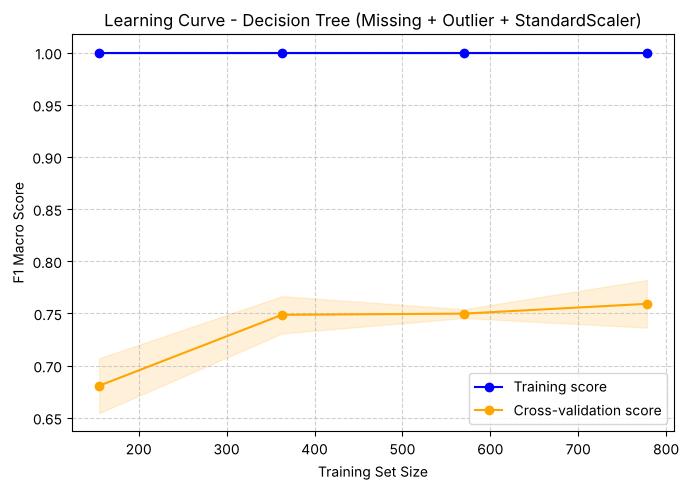 Learning Curve - Decision Tree (Missing + Outlier + StandardScaler)
1.00
0.95
0.90
0.85
0.80
0.75
0.70
0.65
F1 Macro Score
200 300 400 500 600 700 800
Training Set Size
Training score
Cross-validation score